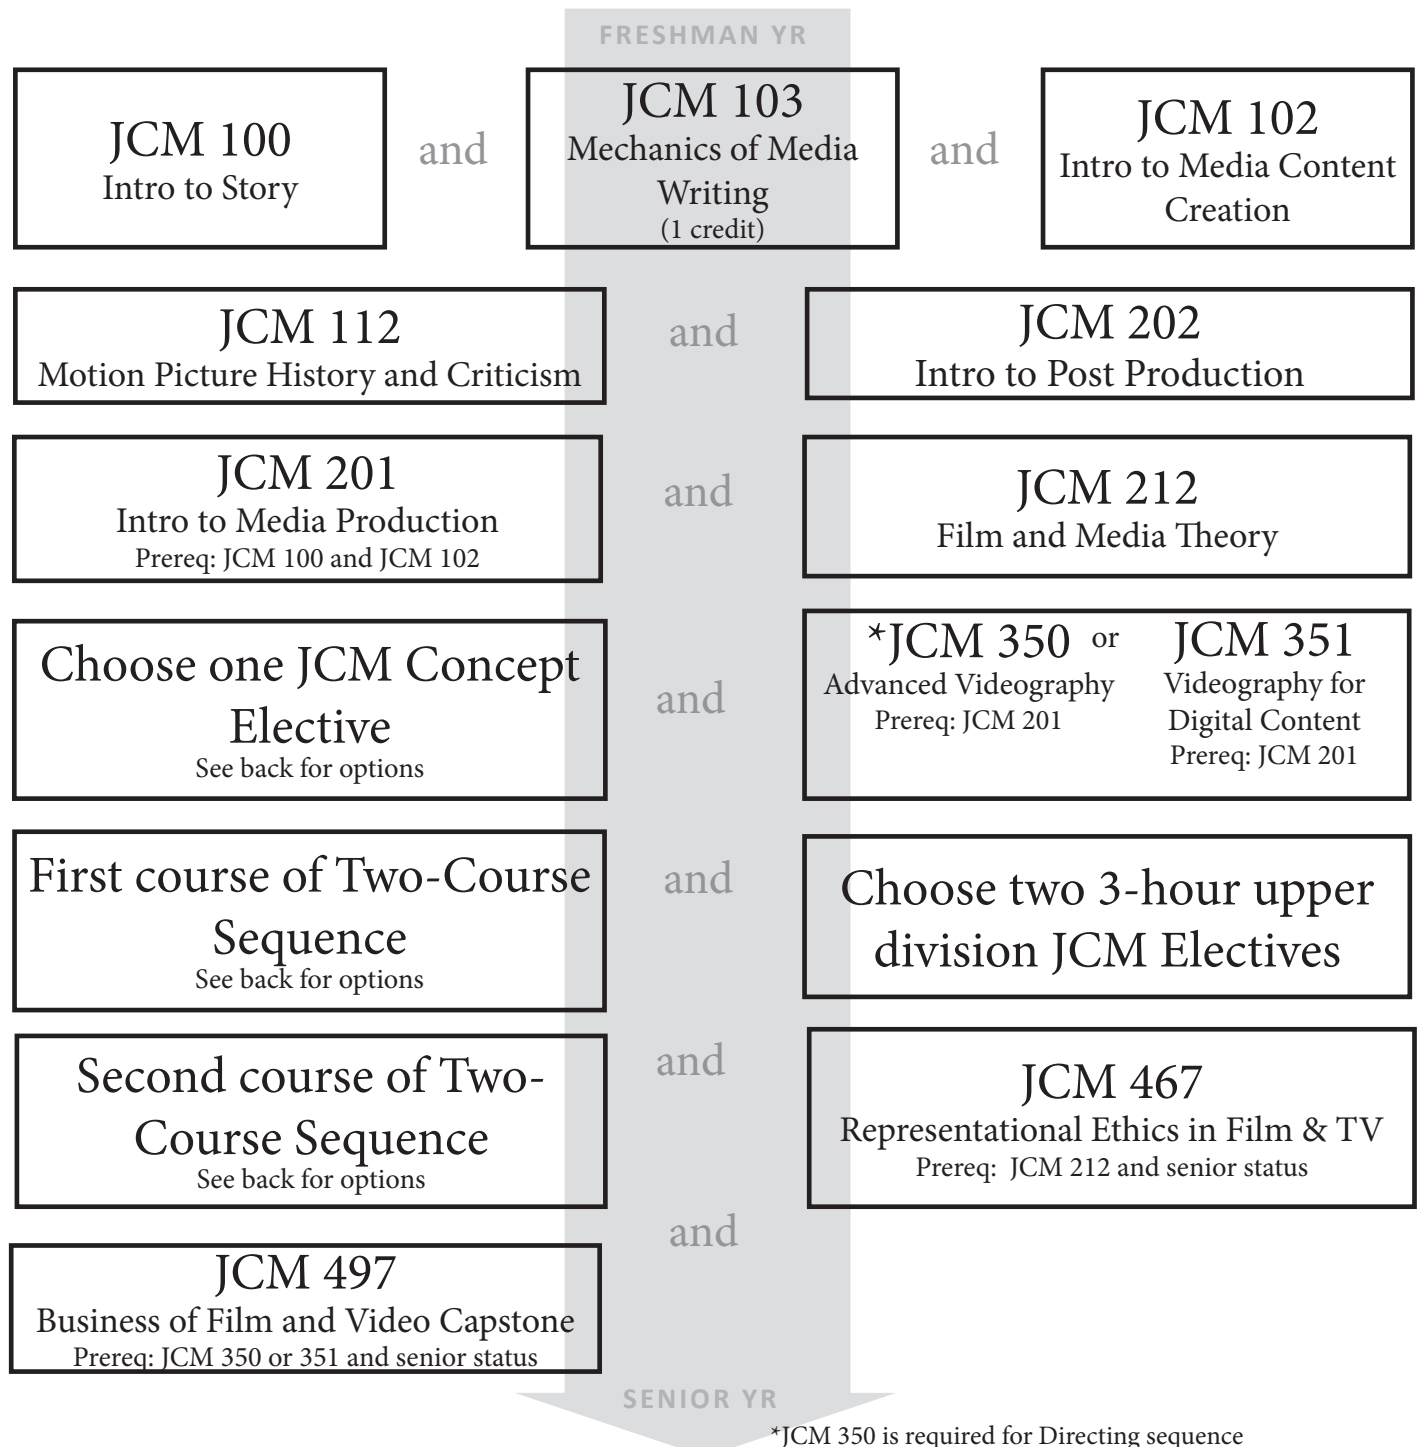 FRESHMAN YR
JCM 100
Intro to Story
and
JCM 103
Mechanics of Media
Writing
(1 credit)
and
JCM 102
Intro to Media Content
Creation
JCM 112
Motion Picture History and Criticism
and
JCM 202
Intro to Post Production
JCM 201
Intro to Media Production
Prereq: JCM 100 and JCM 102
and
JCM 212
Film and Media Theory
Choose one JCM Concept
Elective
See back for options
and
*JCM 350
Advanced Videography
Prereq: JCM 201
or
JCM 351
Videography for
Digital Content
Prereq: JCM 201
First course of Two-Course
Sequence
See back for options
and
Choose two 3-hour upper
division JCM Electives
Second course of Two-
Course Sequence
See back for options
and
JCM 467
Representational Ethics in Film & TV
Prereq: JCM 212 and senior status
and
JCM 497
Business of Film and Video Capstone
Prereq: JCM 350 or 351 and senior status
SENIOR YR
*JCM 350 is required for Directing sequence